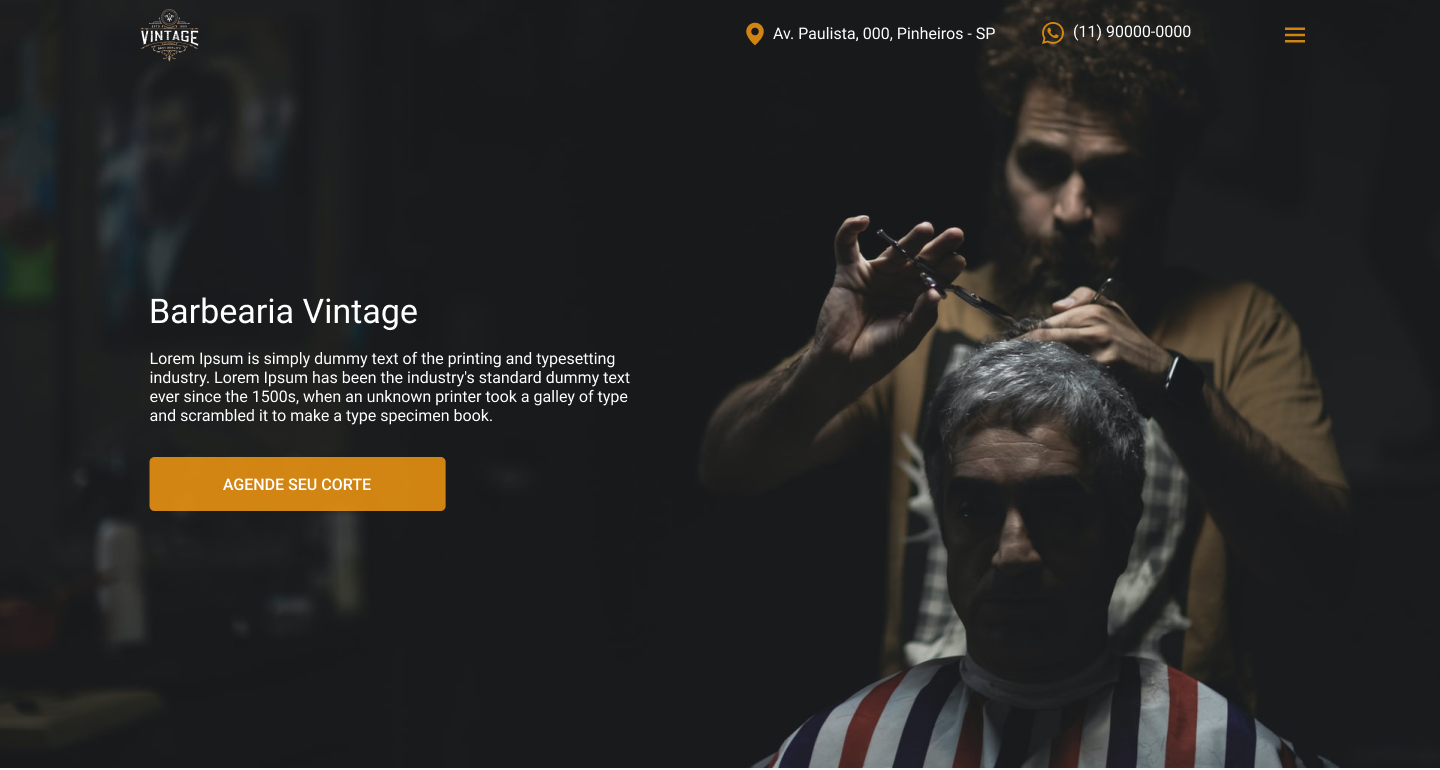 VINTAGE
Av. Paulista, 000, Pinheiros - SP
(11) 90000-0000
Barbearia Vintage
Lorem Ipsum is simply dummy text of the printing and typesetting
industry. Lorem Ipsum has been the industry's standard dummy text
ever since the 1500s, when an unknown printer took a galley of type
and scrambled it to make a type specimen book.
AGENDE SEU CORTE